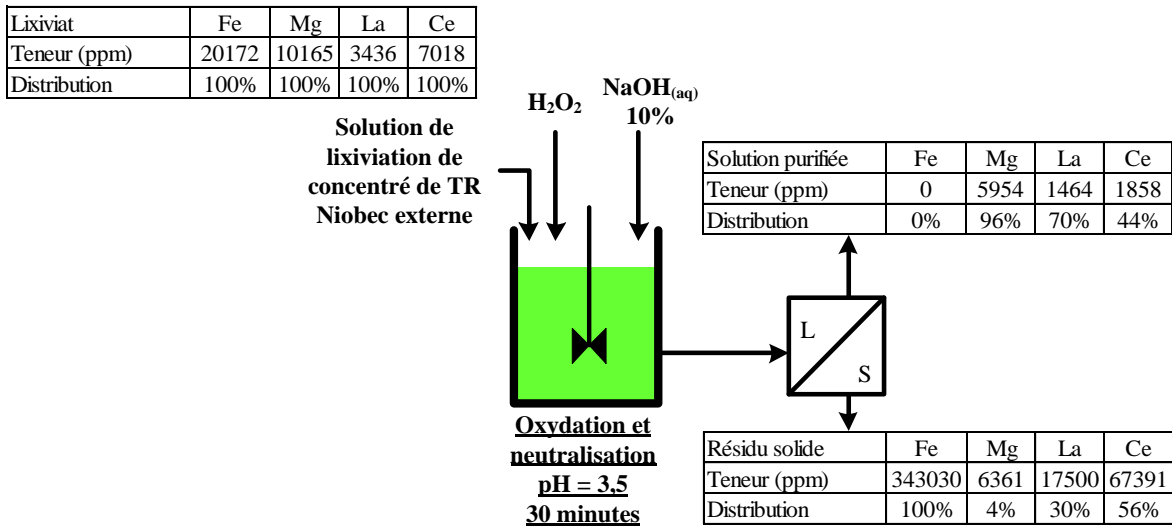 Lixiviat Fe Mg La Ce
Teneur (ppm) 20172 10165 3436 7018
Distribution 100% 100% 100% 100%
H₂O₂
NaOH(aq)
10%
Solution de
lixiviation de
concentré de TR
Niobec externe
Solution purifiée Fe Mg La Ce
Teneur (ppm) 0 5954 1464 1858
Distribution 0% 96% 70% 44%
L
S
Oxydation et
neutralisation
pH = 3,5
30 minutes
Résidu solide Fe Mg La Ce
Teneur (ppm) 343030 6361 17500 67391
Distribution 100% 4% 30% 56%